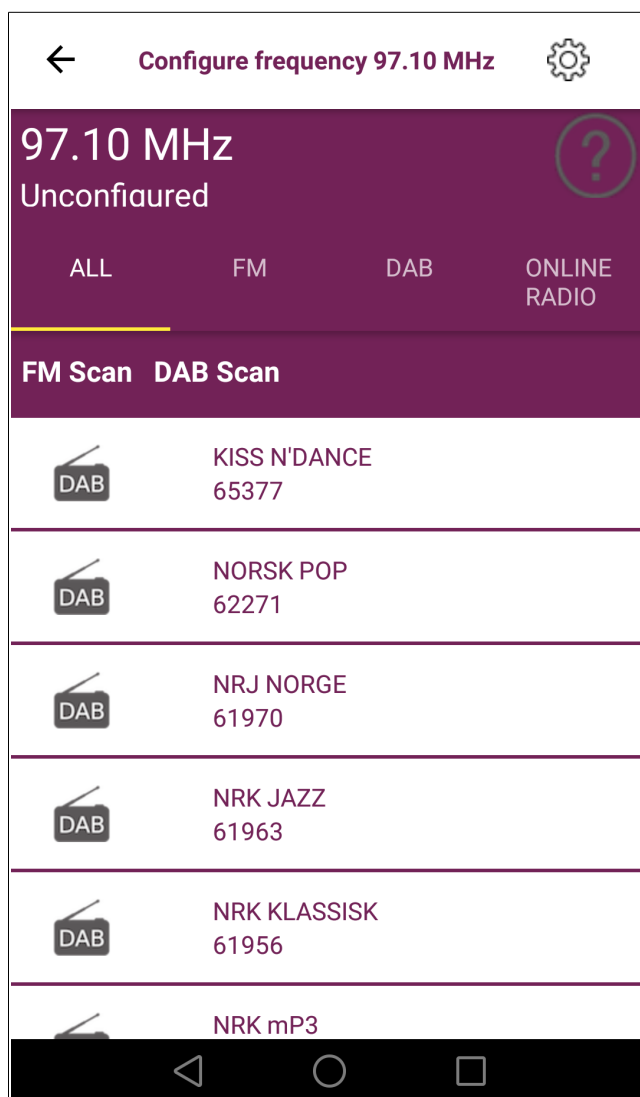 Configure frequency 97.10 MHz
97.10 MHz
?
Unconfigured
ALL FM DAB ONLINE RADIO
FM Scan DAB Scan
DAB KISS N'DANCE
65377
DAB NORSK POP
62271
DAB NRJ NORGE
61970
DAB NRK JAZZ
61963
DAB NRK KLASSISK
61956
NRK mP3